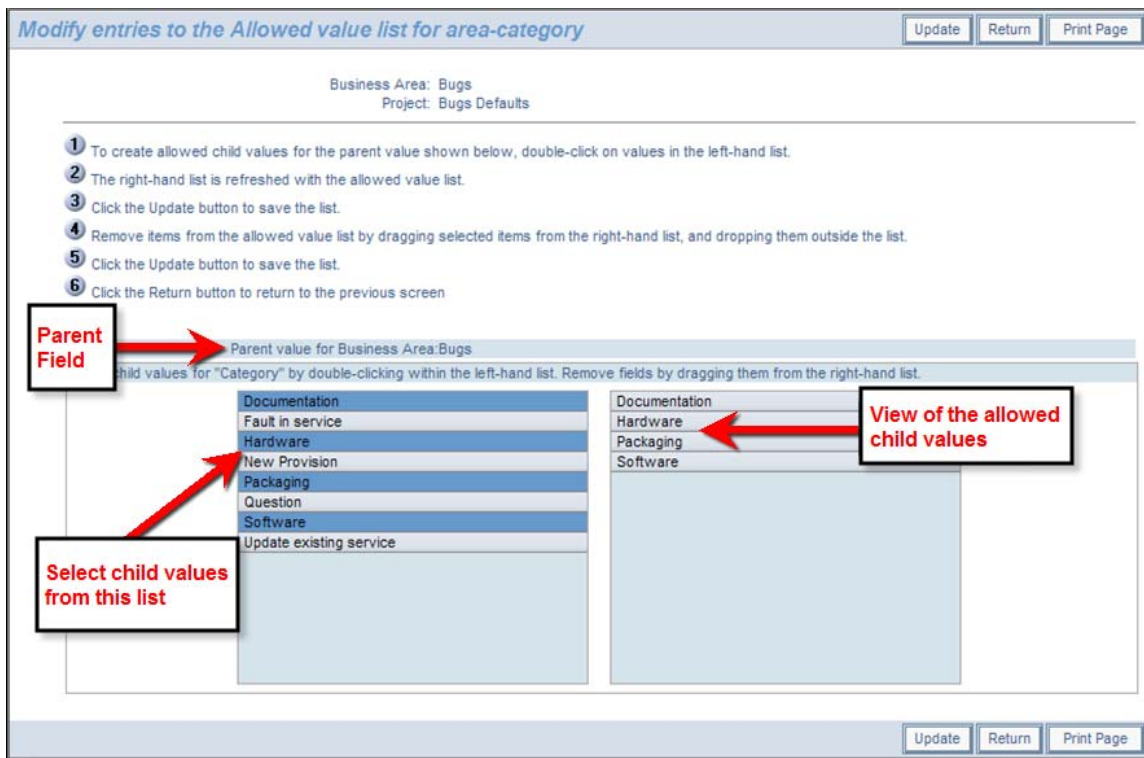 Modify entries to the Allowed value list for area-category
Update Return Print Page
Business Area: Bugs
Project: Bugs Defaults
1 To create allowed child values for the parent value shown below, double-click on values in the left-hand list.
2 The right-hand list is refreshed with the allowed value list.
3 Click the Update button to save the list.
4 Remove items from the allowed value list by dragging selected items from the right-hand list, and dropping them outside the list.
5 Click the Update button to save the list.
6 Click the Return button to return to the previous screen
Parent
Field
Parent value for Business Area:Bugs
child values for "Category" by double-clicking within the left-hand list. Remove fields by dragging them from the right-hand list.
Documentation
Fault in service
Hardware
New Provision
Packaging
Question
Software
Update existing service
Documentation
Hardware
Packaging
Software
View of the allowed
child values
Select child values
from this list
Update Return Print Page